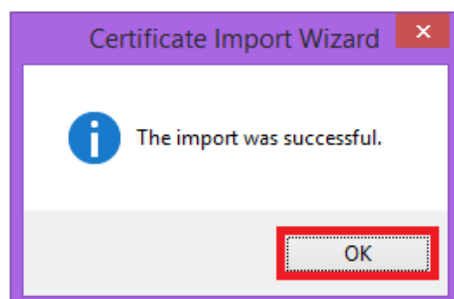 Certificate Import Wizard
The import was successful.
OK